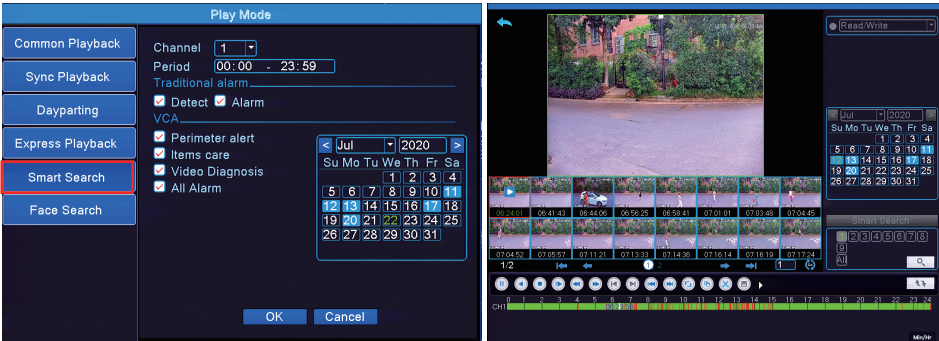 Play Mode
Common Playback
Sync Playback
Dayparting
Express Playback
Smart Search
Face Search
Channel 1
Period 00:00 - 23:59
Traditional alarm
Detect Alarm
VCA
Perimeter alert
Items care
Video Diagnosis
All Alarm
< Jul 2020 >
Su Mo Tu We Th Fr Sa
1 2 3 4
5 6 7 8 9 10 11
12 13 14 15 16 17 18
19 20 21 22 23 24 25
26 27 28 29 30 31
OK Cancel
Read/Write
< Jul 2020 >
Su Mo Tu We Th Fr Sa
1 2 3 4
5 6 7 8 9 10 11
12 13 14 15 16 17 18
19 20 21 22 23 24 25
26 27 28 29 30 31
06:24:01 06:41:43 06:44:06 06:56:25 06:58:41 07:01:01 07:03:48 07:04:45
07:04:52 07:05:57 07:11:21 07:13:33 07:14:36 07:16:14 07:16:19 07:17:24
1/2 1 2 1
Smart Search
1 2 3 4 5 6 7 8
9
All
0 1 2 3 4 5 6 7 8 9 10 11 12 13 14 15 16 17 18 19 20 21 22 23 24
CH1
Min/Hr